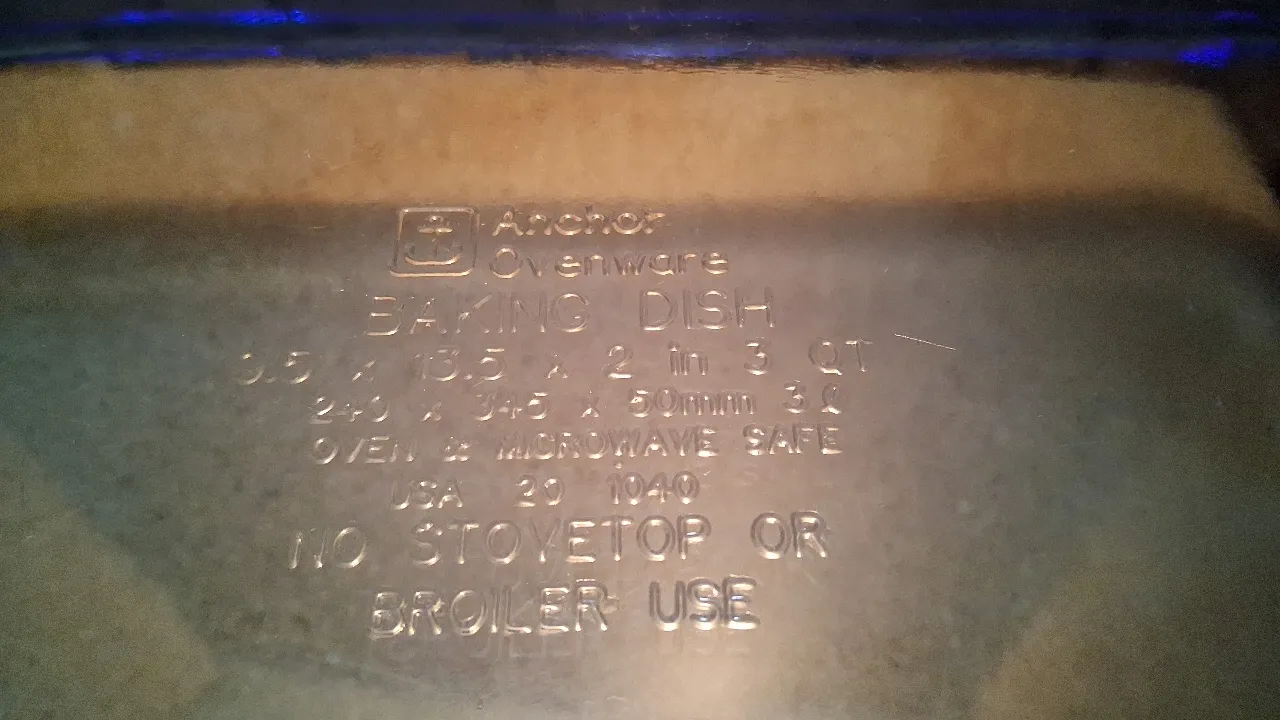 Anchor
Ovenware
BAKING DISH
9.5 x 13.5 x 2 in 3 QT
240 x 345 x 50mm 3 ℓ
OVEN & MICROWAVE SAFE
USA 20 1040
NO STOVETOP OR
BROILER USE